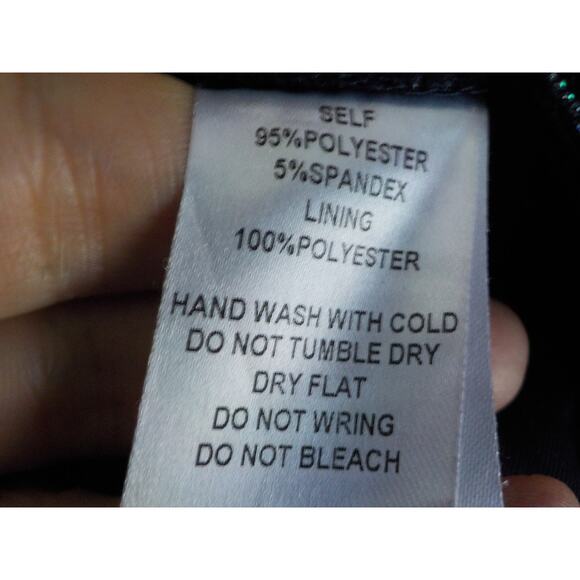 SELF
95%POLYESTER
5%SPANDEX
LINING
100%POLYESTER
HAND WASH WITH COLD
DO NOT TUMBLE DRY
DRY FLAT
DO NOT WRING
DO NOT BLEACH